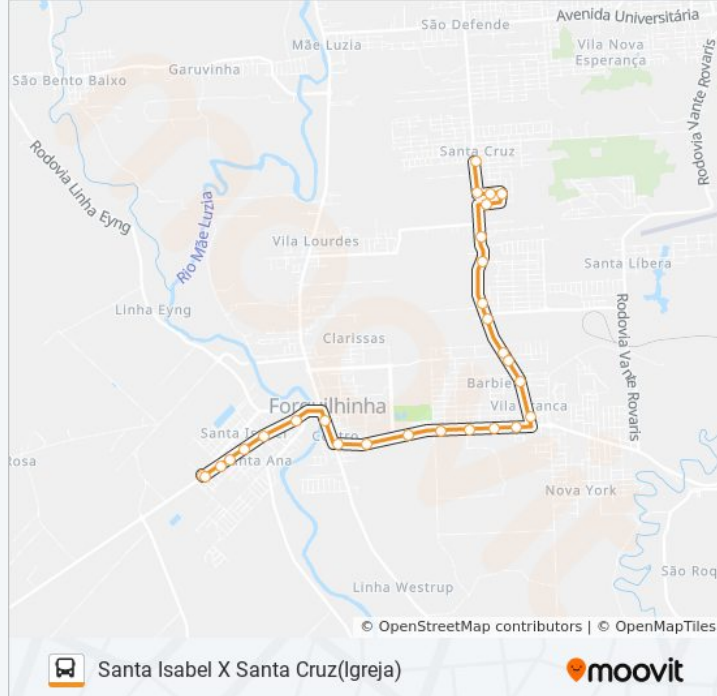 Avenida Universitária
São Defende
Mãe Luzia
Vila Nova
Esperança
Garuvinha
São Bento Baixo
Rodovia Vante Rovaris
Santa Cruz
Rodovia Linha Eyng
Rio Mãe Luzia
Vila Lourdes
Santa Líbera
Linha Eyng
Rodovia Vante Rovaris
Clarissas
Barbie
Forquilhinha
Vila Franca
Santa Isabel
Centro
Rosa
Santa Ana
Nova York
São Roq
Linha Westrup
© OpenStreetMap contributors | © OpenMapTiles
Santa Isabel X Santa Cruz(Igreja)
moovit